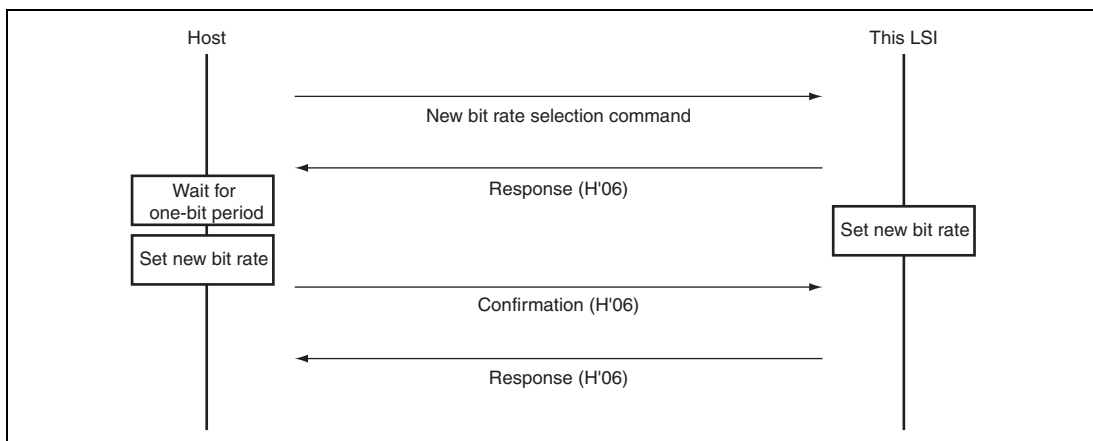 Host
This LSI
New bit rate selection command
Response (H'06)
Wait for
one-bit period
Set new bit rate
Set new bit rate
Confirmation (H'06)
Response (H'06)